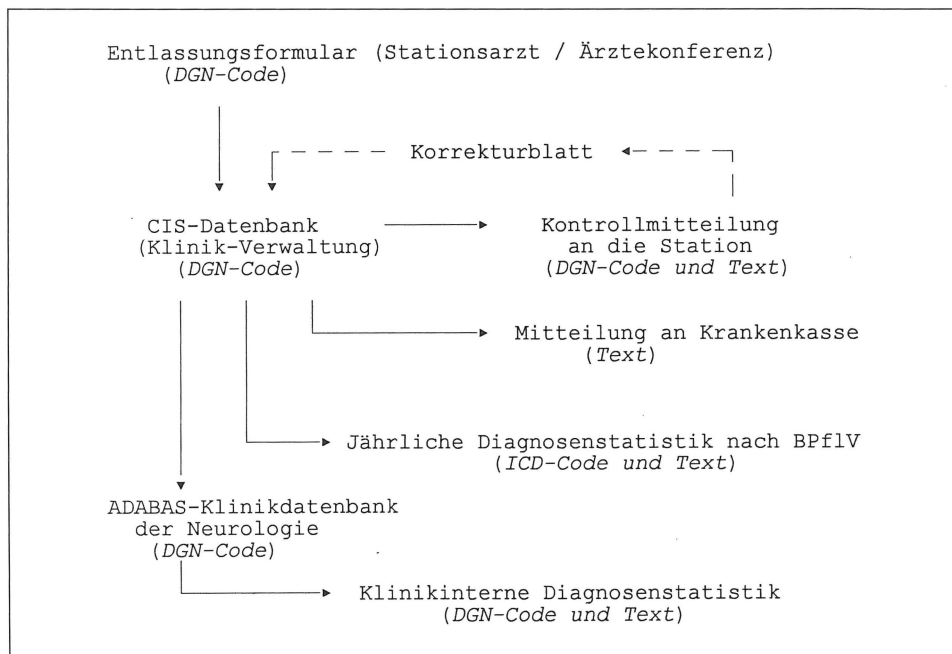 Entlassungsformular (Stationsarzt / Ärztekonferenz)
(DGN-Code)
Korrekturblatt
CIS-Datenbank
(Klinik-Verwaltung)
(DGN-Code)
Kontrollmitteilung
an die Station
(DGN-Code und Text)
Mitteilung an Krankenkasse
(Text)
Jährliche Diagnosenstatistik nach BPflV
(ICD-Code und Text)
ADABAS-Klinikdatenbank
der Neurologie
(DGN-Code)
Klinikinterne Diagnosenstatistik
(DGN-Code und Text)